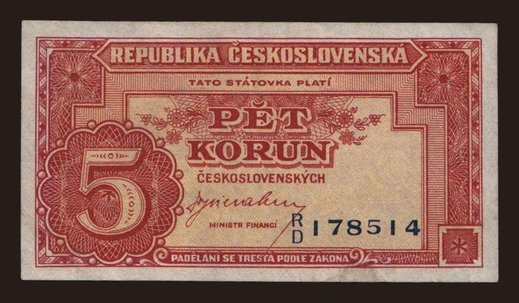 REPUBLIKA ČESKOSLOVENSKÁ
TATO STÁTOVKA PLATÍ
PĚT
KORUN
ČESKOSLOVENSKÝCH
5
MINISTR FINANCÍ
R/D 178514
PADĚLÁNÍ SE TRESTÁ PODLE ZÁKONA